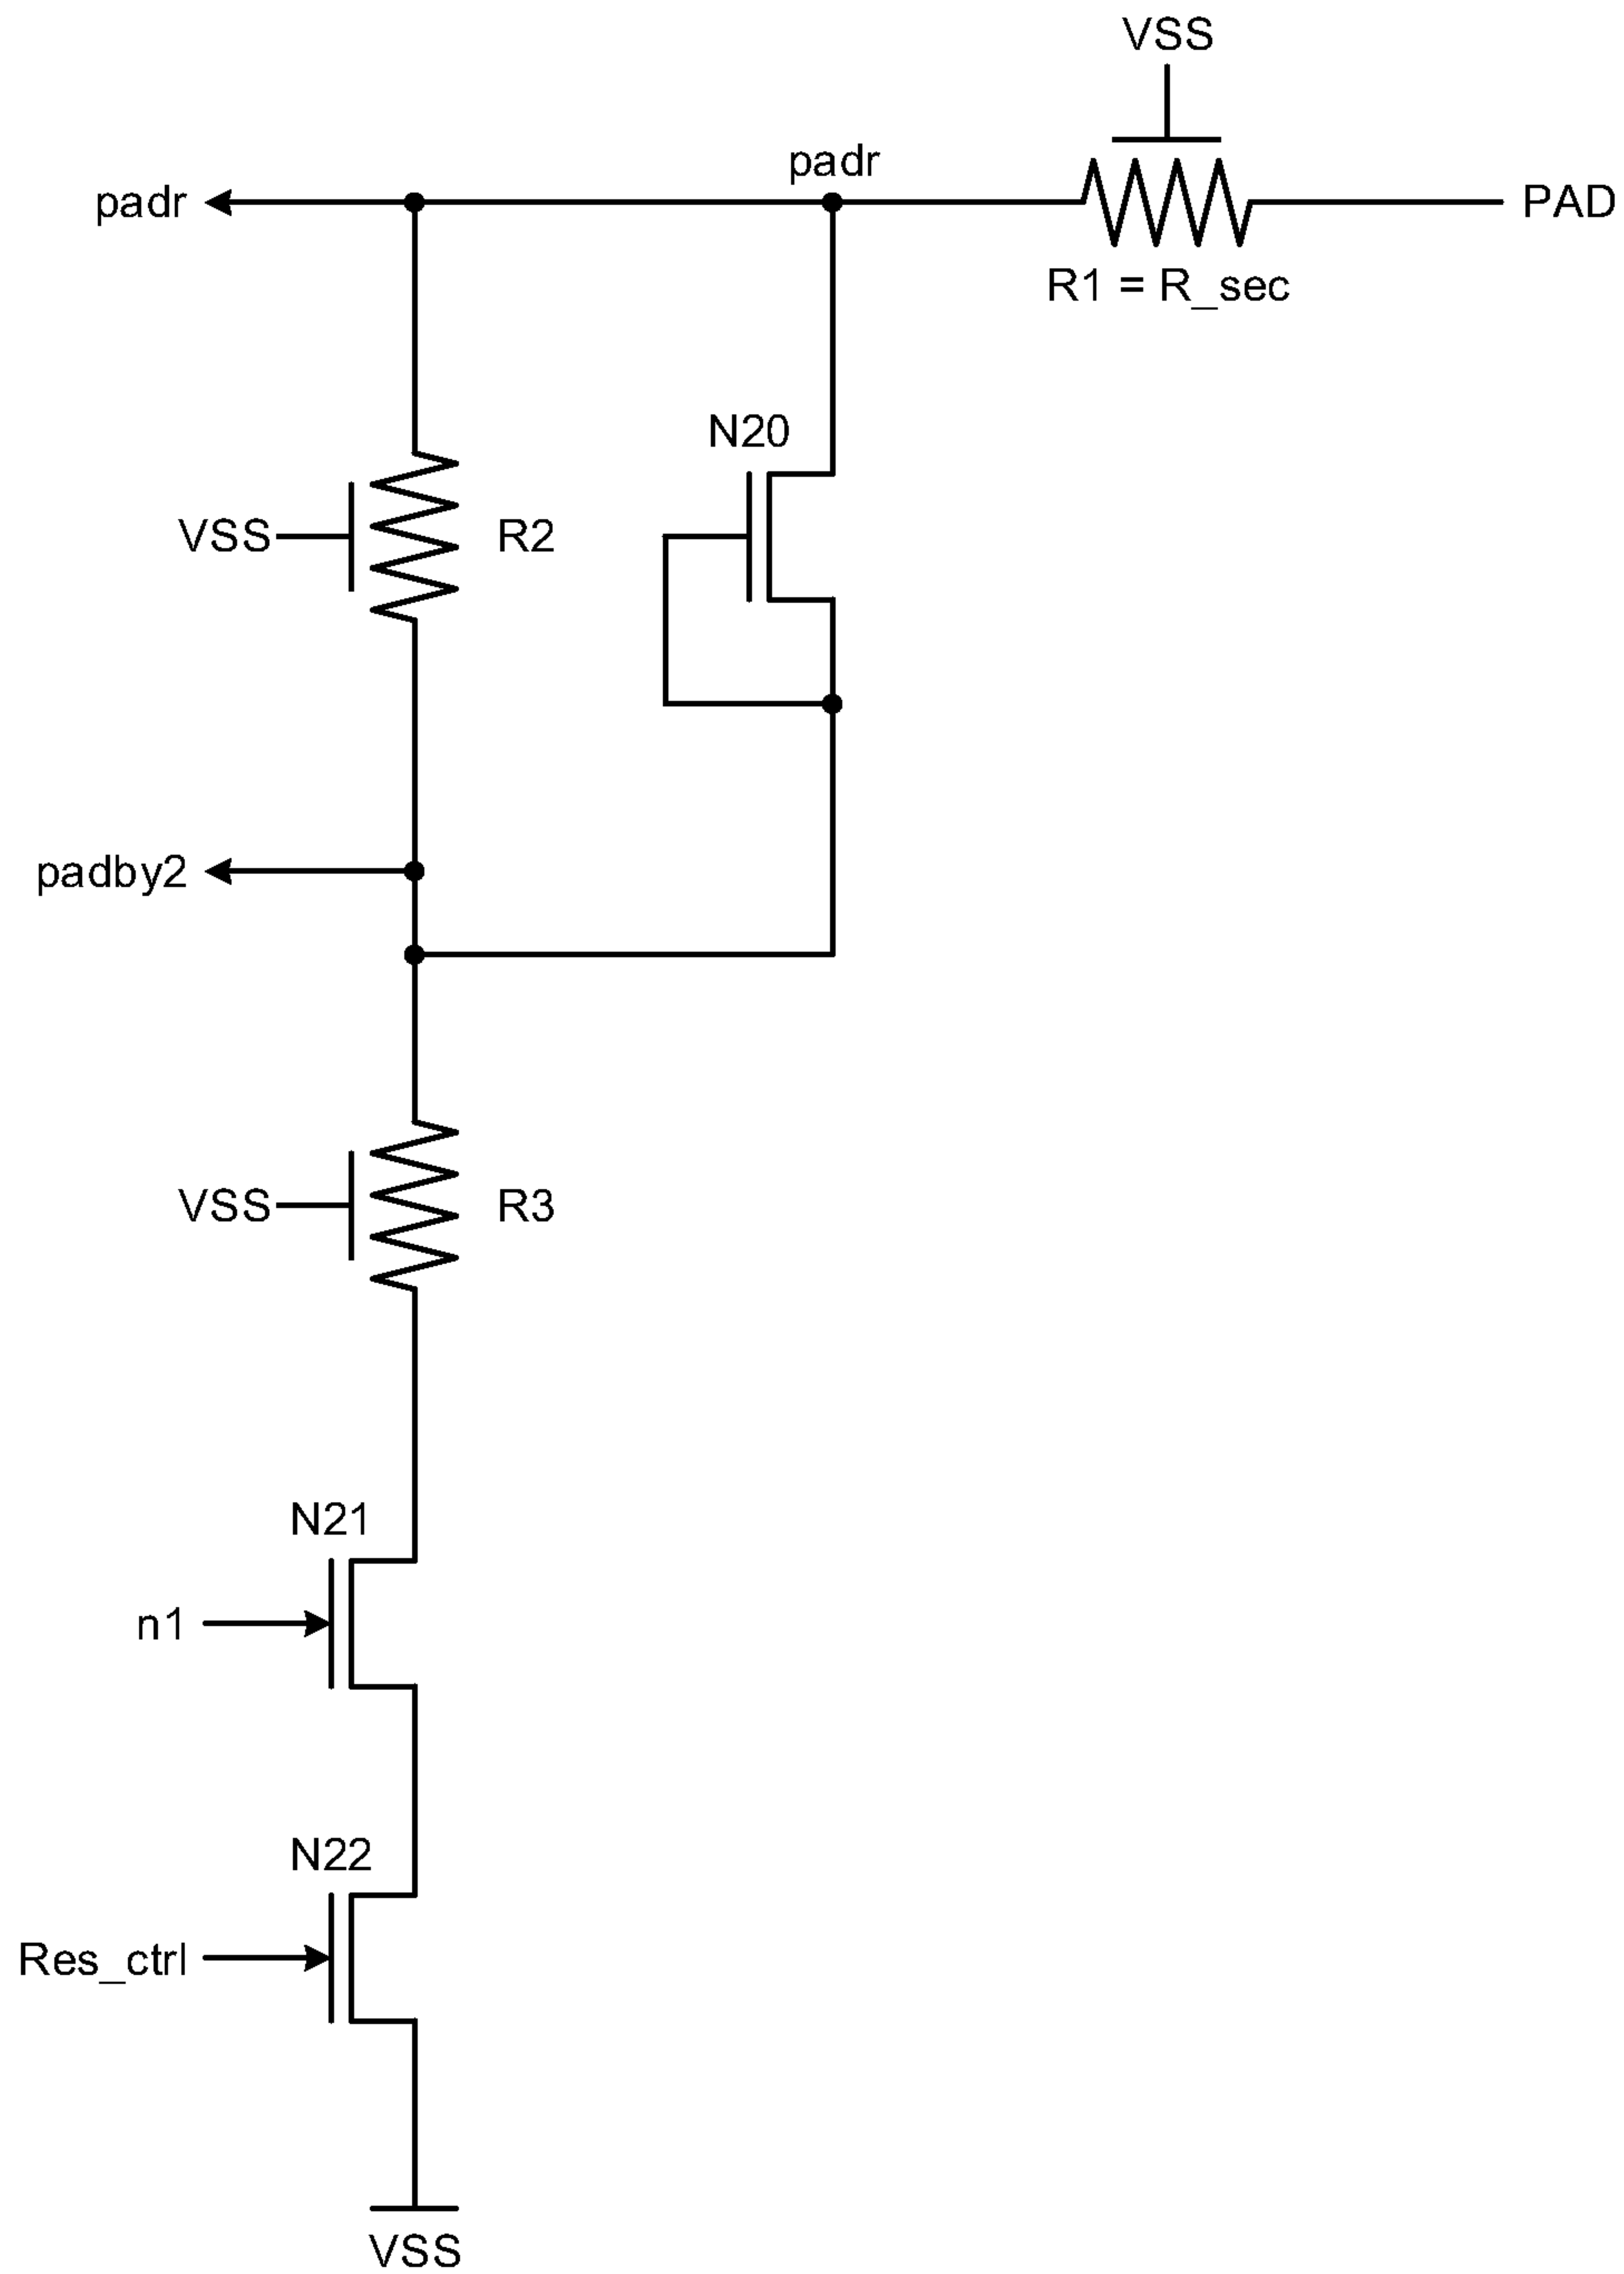 VSS
padr
padr
PAD
R1 = R_sec
N20
VSS
R2
padby2
VSS
R3
N21
n1
N22
Res_ctrl
VSS